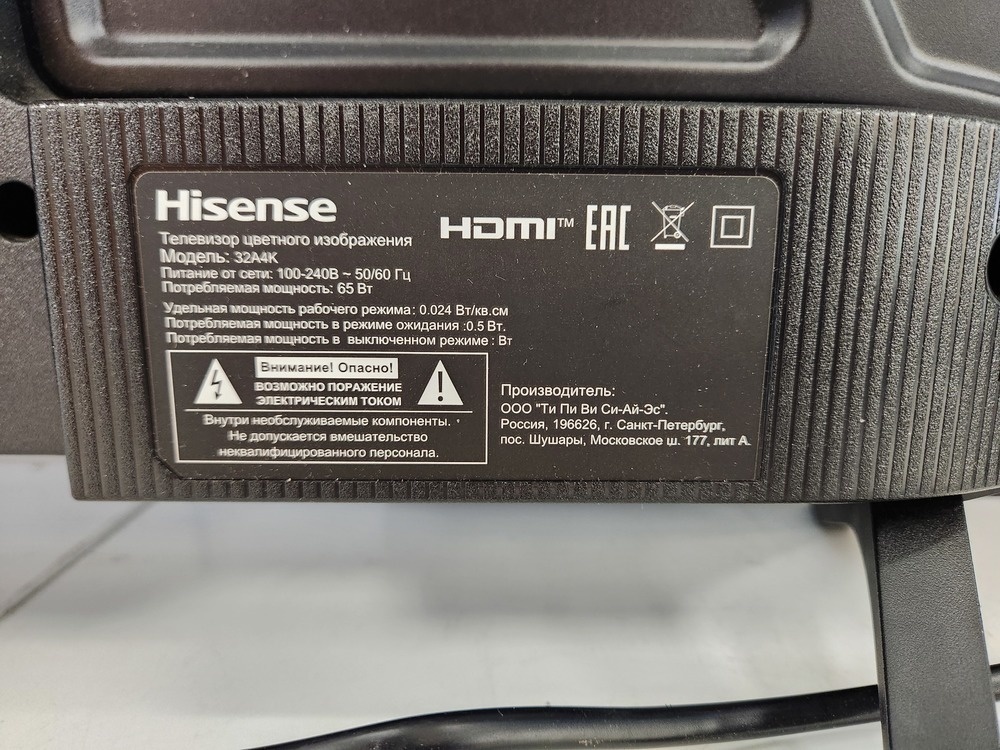 Hisense
HDMI™ EAC
Телевизор цветного изображения
Модель: 32A4K
Питание от сети: 100-240В ~ 50/60 Гц
Потребляемая мощность: 65 Вт
Удельная мощность рабочего режима: 0.024 Вт/кв.см
Потребляемая мощность в режиме ожидания :0.5 Вт.
Потребляемая мощность в выключенном режиме : Вт
Внимание! Опасно!
ВОЗМОЖНО ПОРАЖЕНИЕ
ЭЛЕКТРИЧЕСКИМ ТОКОМ
Внутри необслуживаемые компоненты.
Не допускается вмешательство
неквалифицированного персонала.
Производитель:
ООО "Ти Пи Ви Си-Ай-Эс".
Россия, 196626, г. Санкт-Петербург,
пос. Шушары, Московское ш. 177, лит А.